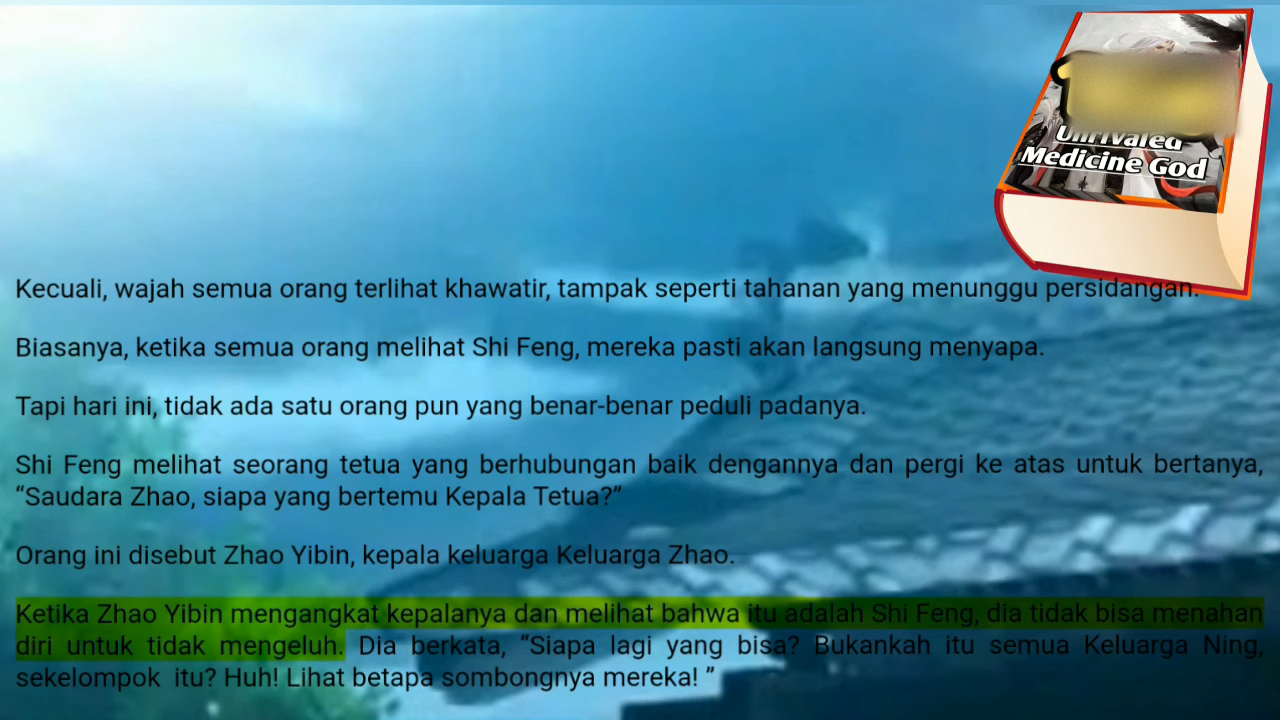 Unrivaled
Medicine God
Kecuali, wajah semua orang terlihat khawatir, tampak seperti tahanan yang menunggu persidangan.
Biasanya, ketika semua orang melihat Shi Feng, mereka pasti akan langsung menyapa.
Tapi hari ini, tidak ada satu orang pun yang benar-benar peduli padanya.
Shi Feng melihat seorang tetua yang berhubungan baik dengannya dan pergi ke atas untuk bertanya,
“Saudara Zhao, siapa yang bertemu Kepala Tetua?”
Orang ini disebut Zhao Yibin, kepala keluarga Keluarga Zhao.
Ketika Zhao Yibin mengangkat kepalanya dan melihat bahwa itu adalah Shi Feng, dia tidak bisa menahan
diri untuk tidak mengeluh. Dia berkata, “Siapa lagi yang bisa? Bukankah itu semua Keluarga Ning,
sekelompok itu? Huh! Lihat betapa sombongnya mereka! ”